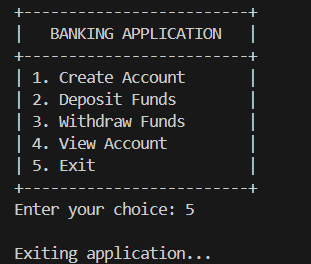 +-------------------------+
|   BANKING APPLICATION   |
+-------------------------+
| 1. Create Account       |
| 2. Deposit Funds        |
| 3. Withdraw Funds       |
| 4. View Account         |
| 5. Exit                 |
+-------------------------+
Enter your choice: 5

Exiting application...